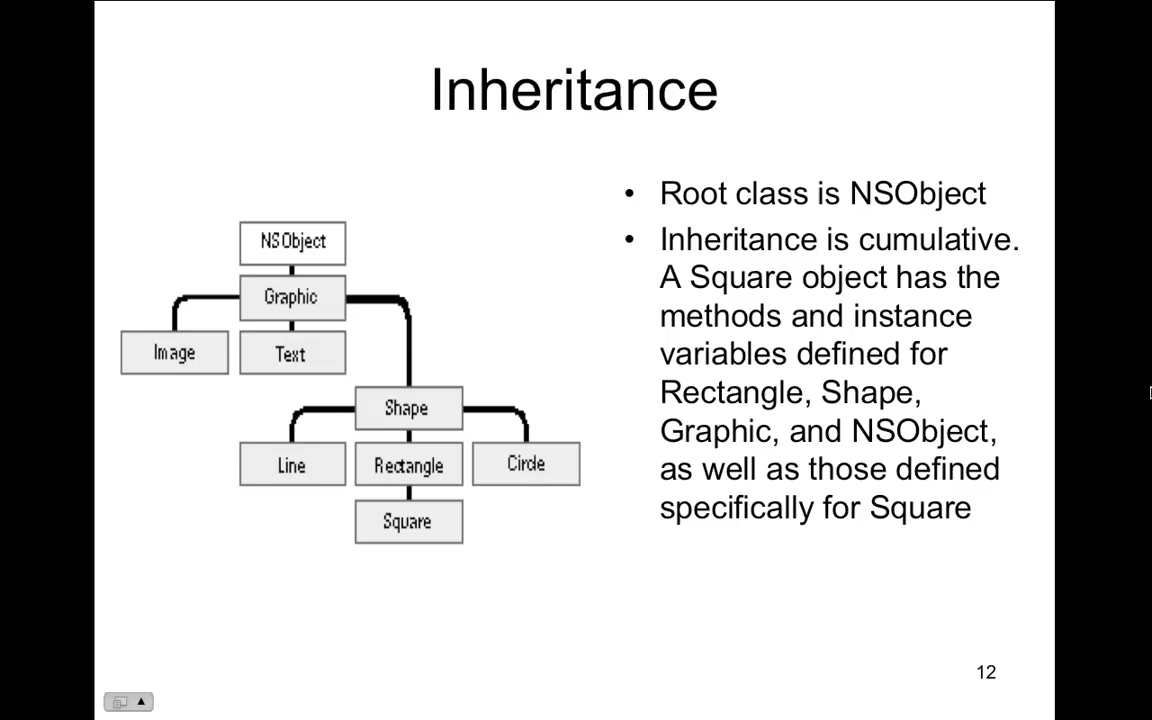 Inheritance
NSObject
Graphic
Image
Text
Shape
Line
Rectangle
Circle
Square
• Root class is NSObject
• Inheritance is cumulative.
A Square object has the
methods and instance
variables defined for
Rectangle, Shape,
Graphic, and NSObject,
as well as those defined
specifically for Square
12